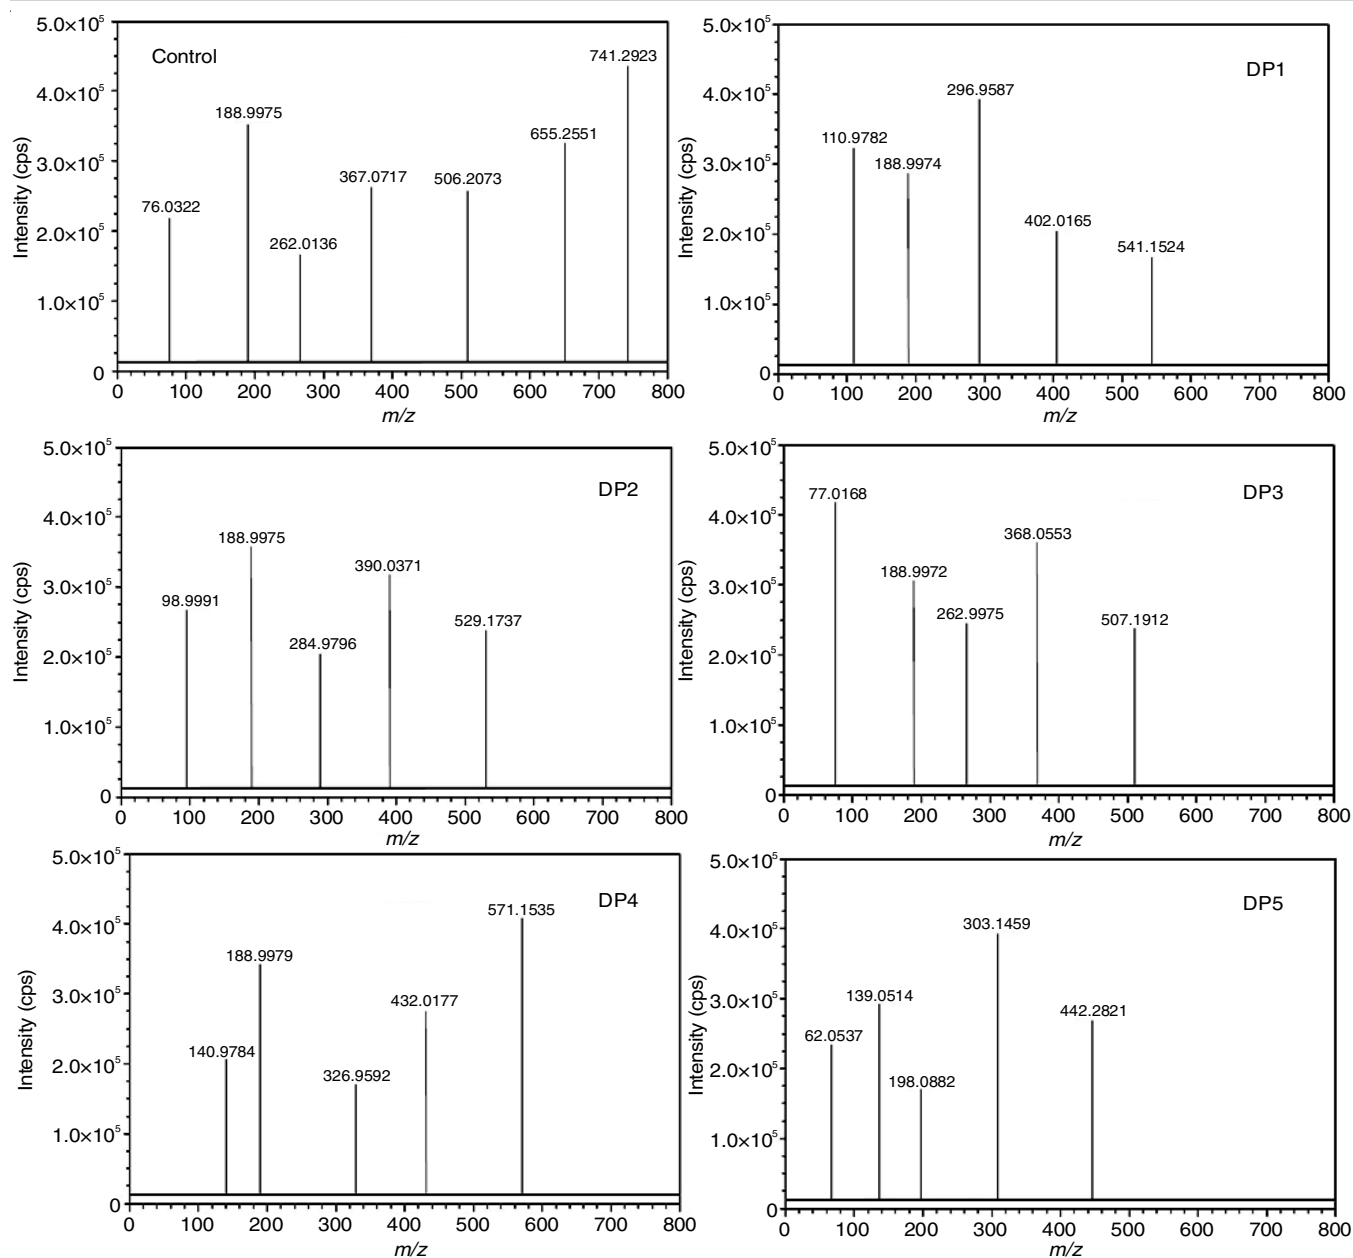 Control
5.0×10⁵
4.0×10⁵
3.0×10⁵
2.0×10⁵
1.0×10⁵
0
Intensity (cps)
76.0322
188.9975
262.0136
367.0717
506.2073
655.2551
741.2923
0 100 200 300 400 500 600 700 800
m/z
DP1
5.0×10⁵
4.0×10⁵
3.0×10⁵
2.0×10⁵
1.0×10⁵
0
Intensity (cps)
110.9782
188.9974
296.9587
402.0165
541.1524
0 100 200 300 400 500 600 700 800
m/z
DP2
5.0×10⁵
4.0×10⁵
3.0×10⁵
2.0×10⁵
1.0×10⁵
0
Intensity (cps)
98.9991
188.9975
284.9796
390.0371
529.1737
0 100 200 300 400 500 600 700 800
m/z
DP3
5.0×10⁵
4.0×10⁵
3.0×10⁵
2.0×10⁵
1.0×10⁵
0
Intensity (cps)
77.0168
188.9972
262.9975
368.0553
507.1912
0 100 200 300 400 500 600 700 800
m/z
DP4
5.0×10⁵
4.0×10⁵
3.0×10⁵
2.0×10⁵
1.0×10⁵
0
Intensity (cps)
140.9784
188.9979
326.9592
432.0177
571.1535
0 100 200 300 400 500 600 700 800
m/z
DP5
5.0×10⁵
4.0×10⁵
3.0×10⁵
2.0×10⁵
1.0×10⁵
0
Intensity (cps)
62.0537
139.0514
198.0882
303.1459
442.2821
0 100 200 300 400 500 600 700 800
m/z